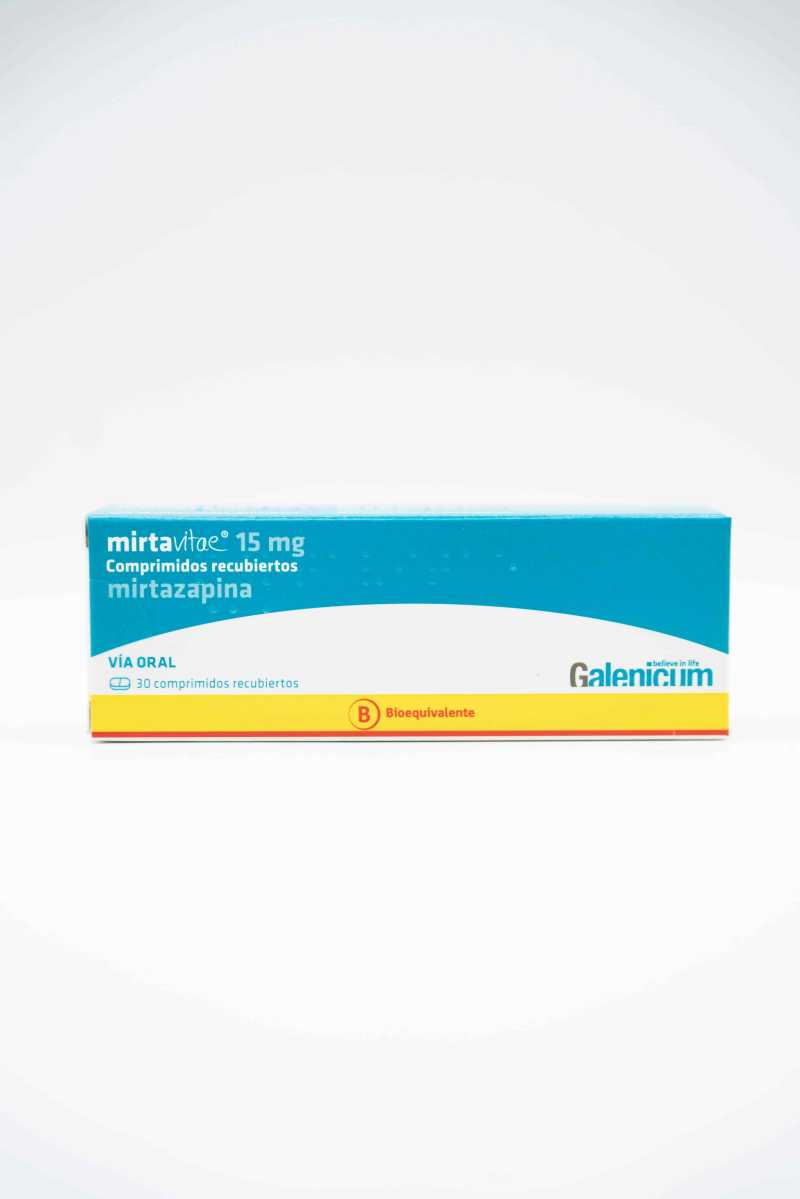 mirtavitae® 15 mg
Comprimidos recubiertos
mirtazapina
VÍA ORAL
30 comprimidos recubiertos
believe in life
Galenicum
B Bioequivalente